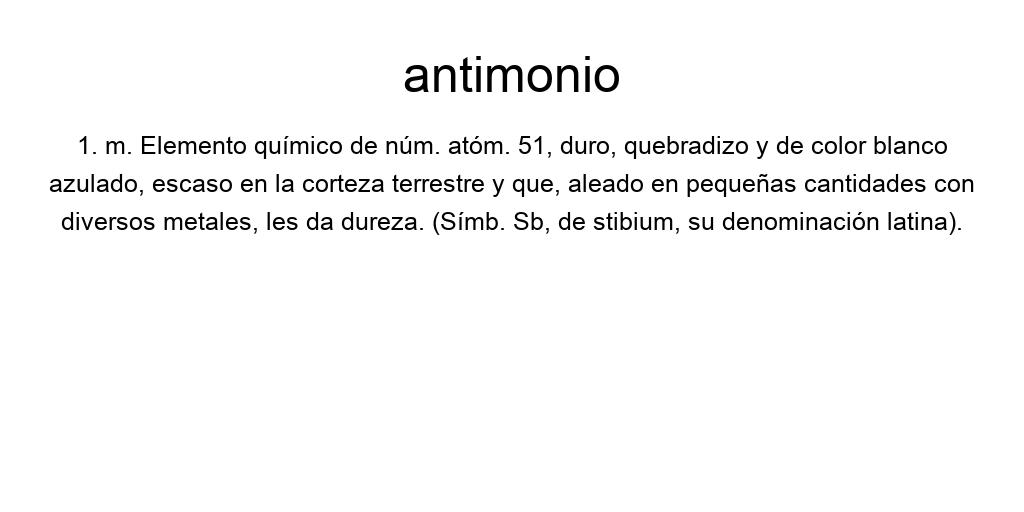 antimonio
1. m. Elemento químico de núm. atóm. 51, duro, quebradizo y de color blanco
azulado, escaso en la corteza terrestre y que, aleado en pequeñas cantidades con
diversos metales, les da dureza. (Símb. Sb, de stibium, su denominación latina).